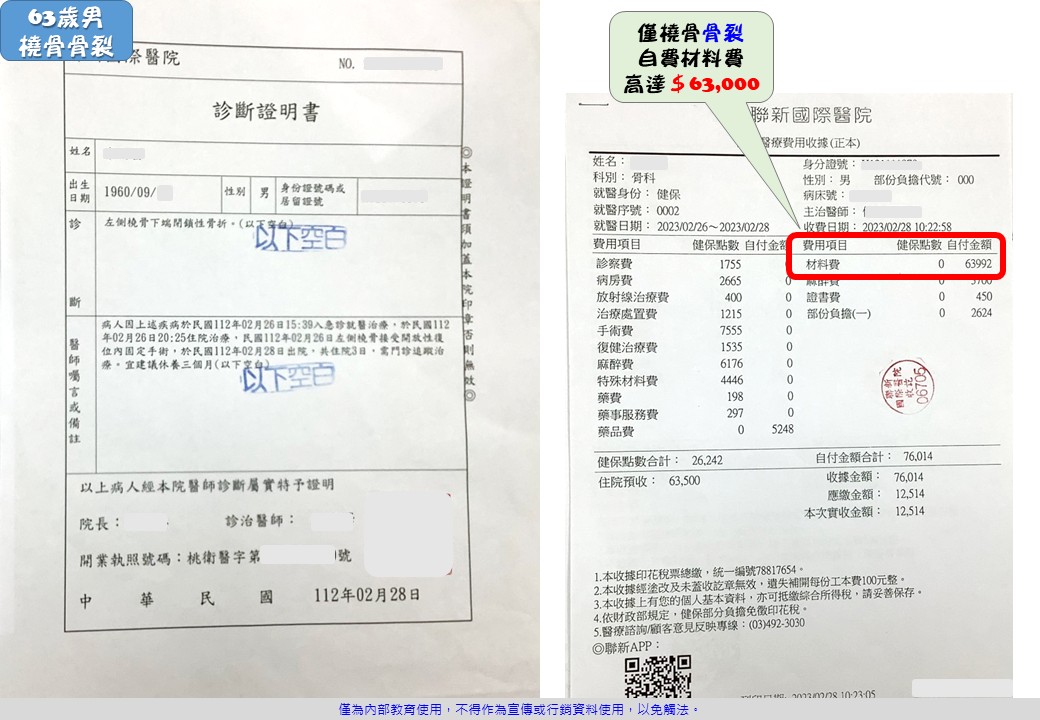 63歲男
橈骨骨裂
國際醫院
NO.
診斷證明書
姓名
出生日期 1960/09/ 性別 男 身份證號碼或居留證號
診斷
左側橈骨下端閉鎖性骨折。(以下空白)
以下空白
醫師囑言或備註
病人因上述疾病於民國112年02月26日15:39入急診就醫治療,於民國112
年02月26日20:25住院治療,民國112年02月26日左側橈骨接受開放性復
位內固定手術,於民國112年02月28日出院,共住院3日。需門診追蹤治
療。宜建議休養三個月(以下空白)
以下空白
◎本證明書須加蓋本院印章否則無效◎
以上病人經本院醫師診斷屬實特予證明
院長: 診治醫師:
開業執照號碼:桃衛醫字第 號
中華民國 112年02月28日
僅橈骨骨裂
自費材料費
高達$63,000
聯新國際醫院
醫療費用收據(正本)
姓名: 身分證號:
科別:骨科 性別:男 部份負擔代號:000
就醫身份:健保 病床號:
就醫序號:0002 主治醫師:
就醫日期:2023/02/26~2023/02/28 收費日期:2023/02/28 10:22:58
費用項目 健保點數 自付金額 費用項目 健保點數 自付金額
診察費 1755 0 材料費 0 63992
病房費 2665 0 麻醉費 0 3700
放射線治療費 400 0 證書費 0 450
治療處置費 1215 0 部份負擔(一) 0 2624
手術費 7555 0
復健治療費 1535 0
麻醉費 6176 0
特殊材料費 4446 0
藥費 198 0
藥事服務費 297 0
藥品費 0 5248
健保點數合計: 26,242 自付金額合計: 76,014
住院預收: 63,500 收據金額: 76,014
應繳金額: 12,514
本次實收金額: 12,514
06705
1.本收據印花稅票總繳,統一編號78817654。
2.本收據經塗改及未蓋收訖章無效,遺失補開每份工本費100元整。
3.本收據上有您的個人基本資料,亦可抵繳綜合所得稅,請妥善保存。
4.依財政部規定,健保部分負擔免徵印花稅。
5.醫療諮詢/顧客意見反映專線:(03)492-3030
◎聯新APP:
2023/02/28 10:23:05
僅為內部教育使用,不得作為宣傳或行銷資料使用,以免觸法。